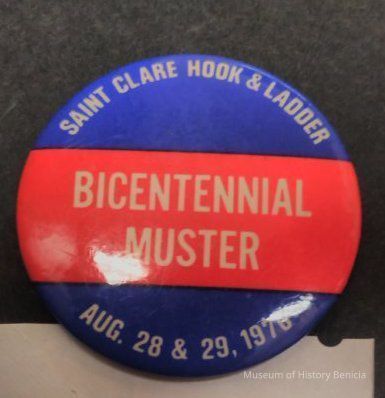 SAINT CLARE HOOK & LADDER
BICENTENNIAL
MUSTER
AUG. 28 & 29, 1976
Museum of History Benicia